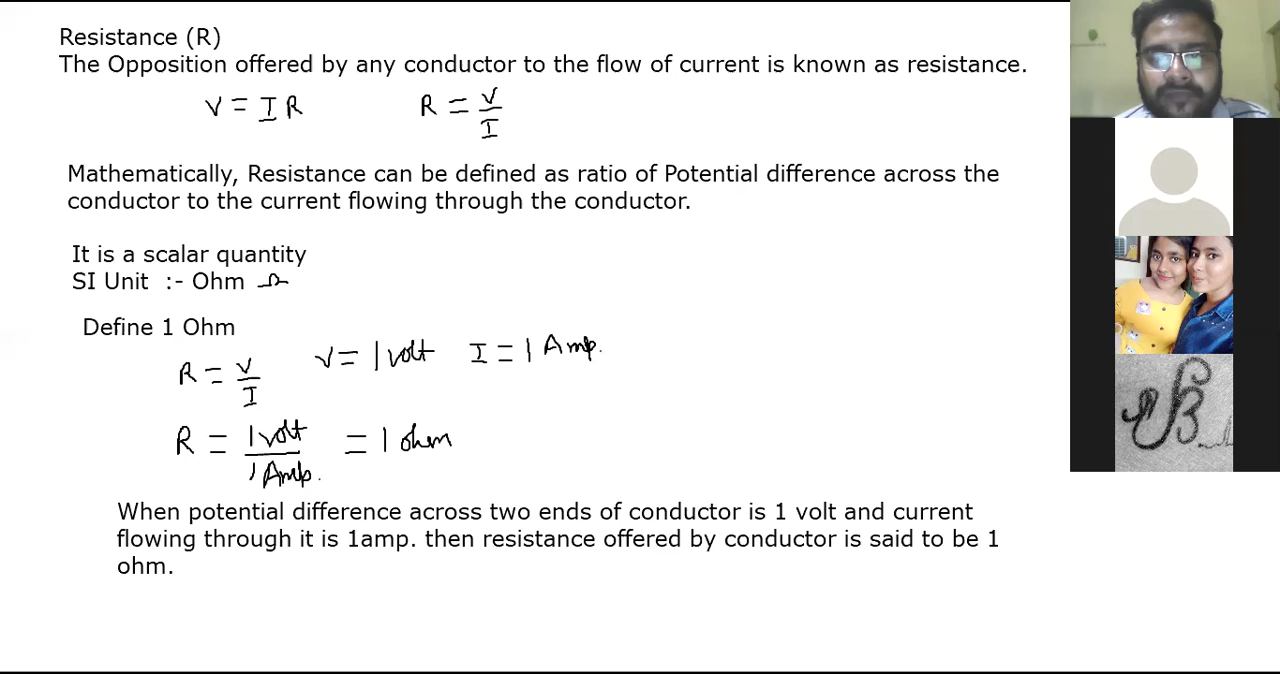 Resistance (R)
The Opposition offered by any conductor to the flow of current is known as resistance.
V = I R R = V/I
Mathematically, Resistance can be defined as ratio of Potential difference across the
conductor to the current flowing through the conductor.
It is a scalar quantity
SI Unit :- Ohm Ω
Define 1 Ohm
R = V/I V = 1 volt I = 1 Amp.
R = 1 volt/1 Amp. = 1 ohm
When potential difference across two ends of conductor is 1 volt and current
flowing through it is 1amp. then resistance offered by conductor is said to be 1
ohm.